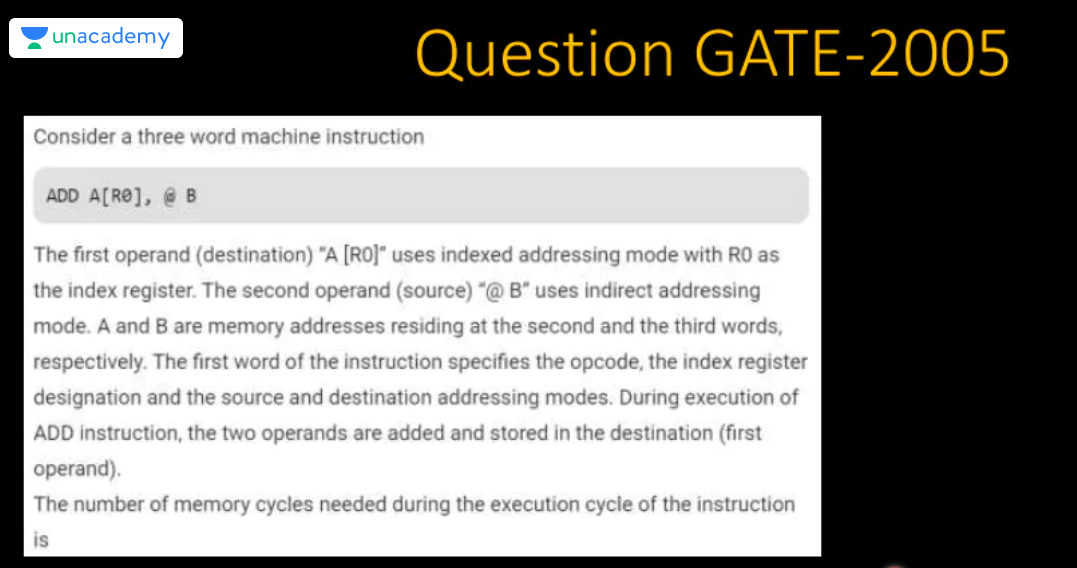 unacademy
Question GATE-2005
Consider a three word machine instruction
ADD A[R0], @ B
The first operand (destination) “A [R0]” uses indexed addressing mode with R0 as
the index register. The second operand (source) “@ B” uses indirect addressing
mode. A and B are memory addresses residing at the second and the third words,
respectively. The first word of the instruction specifies the opcode, the index register
designation and the source and destination addressing modes. During execution of
ADD instruction, the two operands are added and stored in the destination (first
operand).
The number of memory cycles needed during the execution cycle of the instruction
is